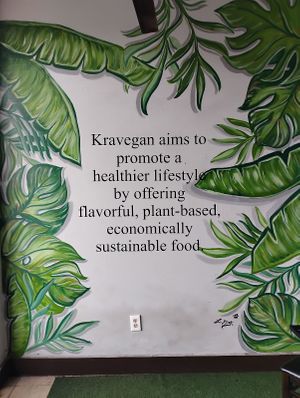 Kravegan aims to
promote a
healthier lifestyle
by offering
flavorful, plant-based,
economically
sustainable food.